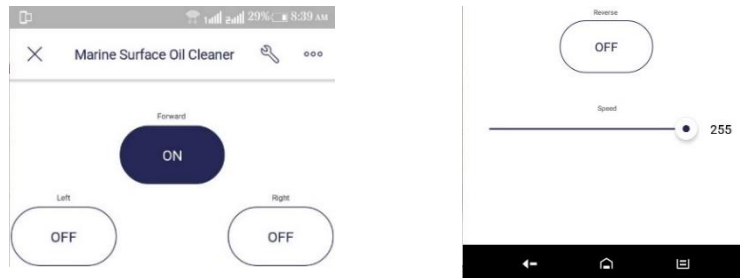 29% 8:39 AM
Marine Surface Oil Cleaner
Forward
ON
Left
Right
OFF
OFF
Reverse
OFF
Speed
255